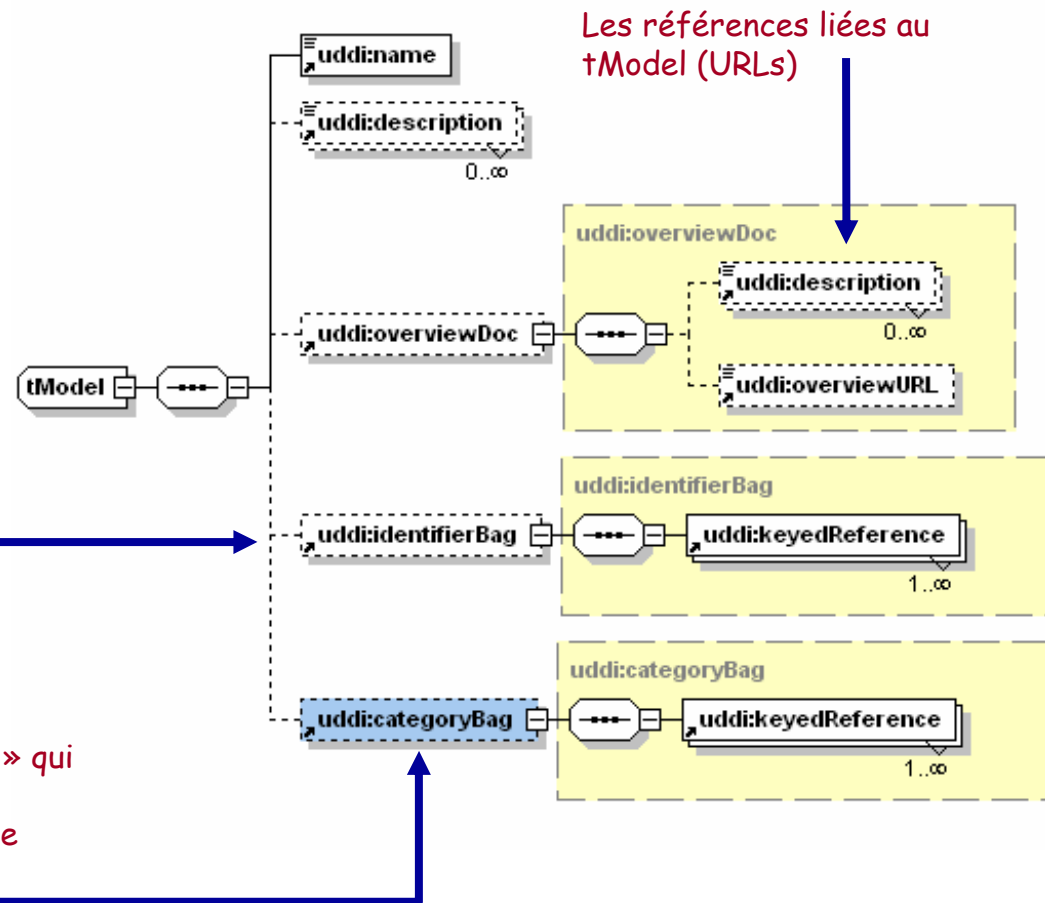 Les références liées au
tModel (URLs)
uddi:name
uddi:description
0..∞
uddi:overviewDoc
uddi:description
0..∞
uddi:overviewDoc
uddi:overviewURL
tModel
uddi:identifierBag
uddi:identifierBag
uddi:keyedReference
1..∞
uddi:categoryBag
uddi:categoryBag
uddi:keyedReference
1..∞
» qui
e